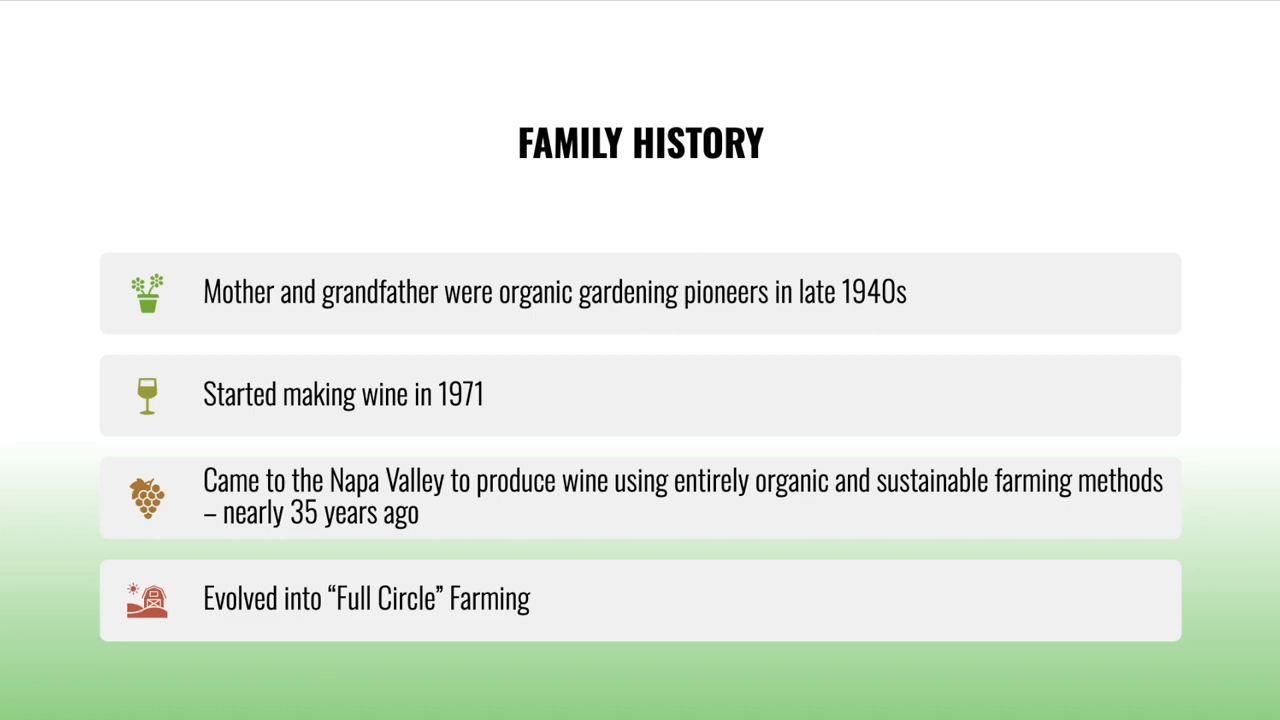 FAMILY HISTORY
Mother and grandfather were organic gardening pioneers in late 1940s
Started making wine in 1971
Came to the Napa Valley to produce wine using entirely organic and sustainable farming methods
– nearly 35 years ago
Evolved into “Full Circle” Farming